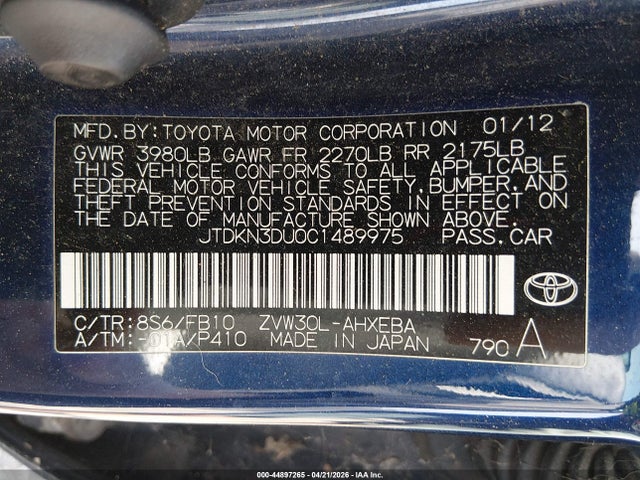 MFD.BY:TOYOTA MOTOR CORPORATION 01/12
GVWR 3980LB GAWR FR 2270LB RR 2175LB
THIS VEHICLE CONFORMS TO ALL APPLICABLE
FEDERAL MOTOR VEHICLE SAFETY,BUMPER,AND
THEFT PREVENTION STANDARDS IN EFFECT ON
THE DATE OF MANUFACTURE SHOWN ABOVE.
JTDKN3DU0C1489975 PASS.CAR
C/TR:8S6/FB10 ZVW30L-AHXEBA
A/TM:-01A/P410 MADE IN JAPAN 790 A
TOYOTA
000-44897265 - 04/21/2026 - IAA, Inc.